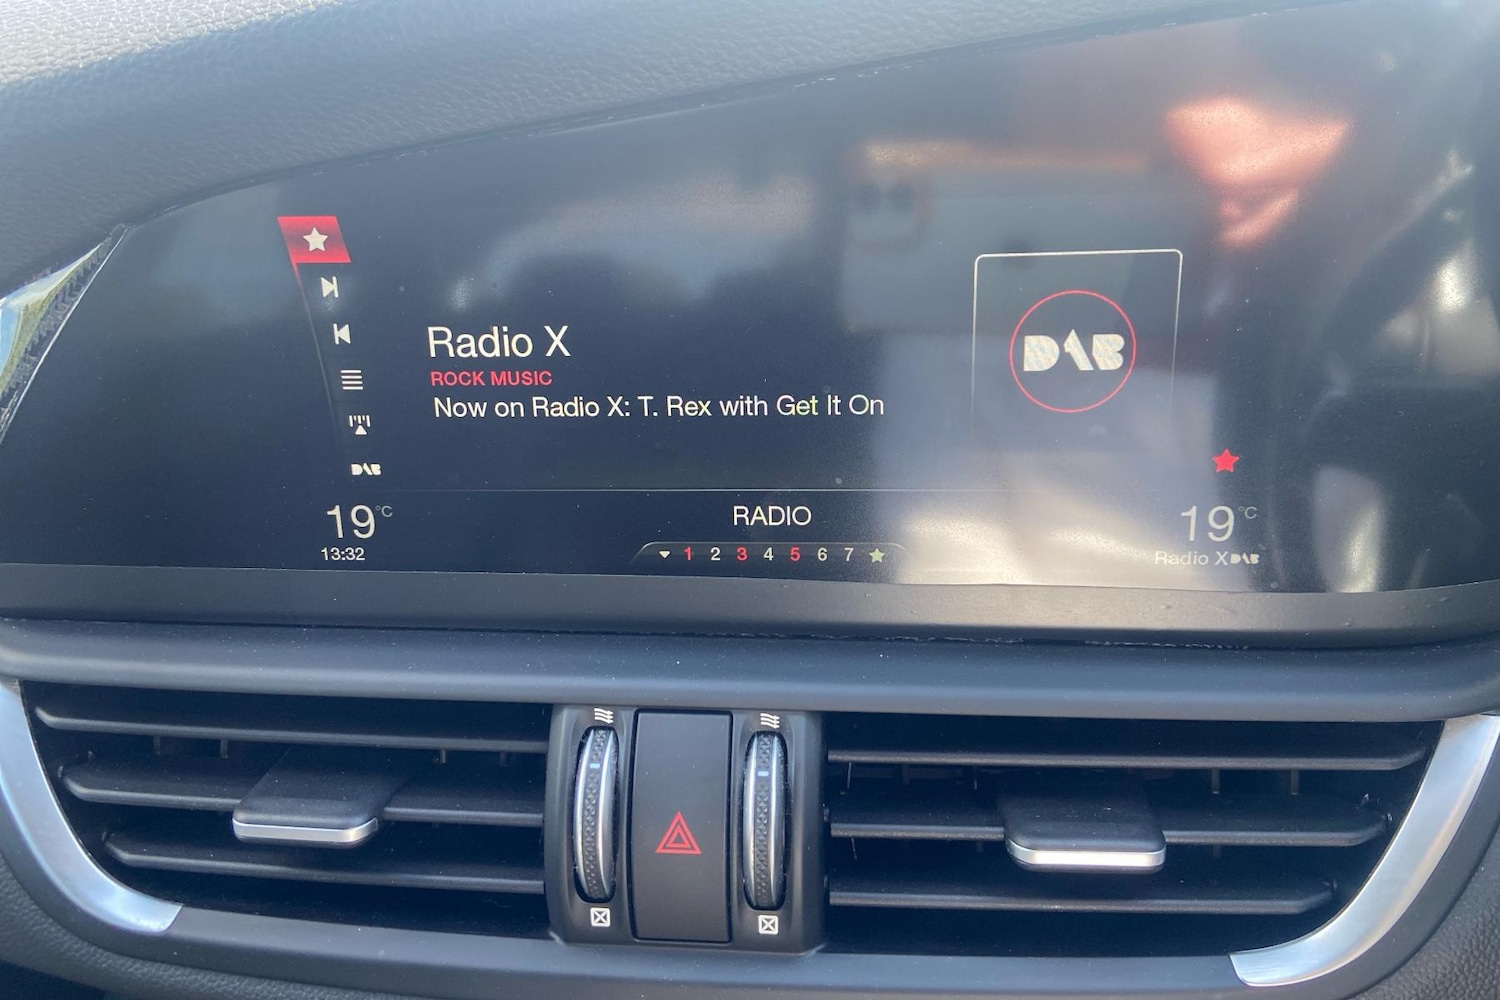 Radio X
ROCK MUSIC
Now on Radio X: T. Rex with Get It On
DAB
DAB
19°C
13:32
RADIO
1 2 3 4 5 6 7
19°C
Radio X DAB